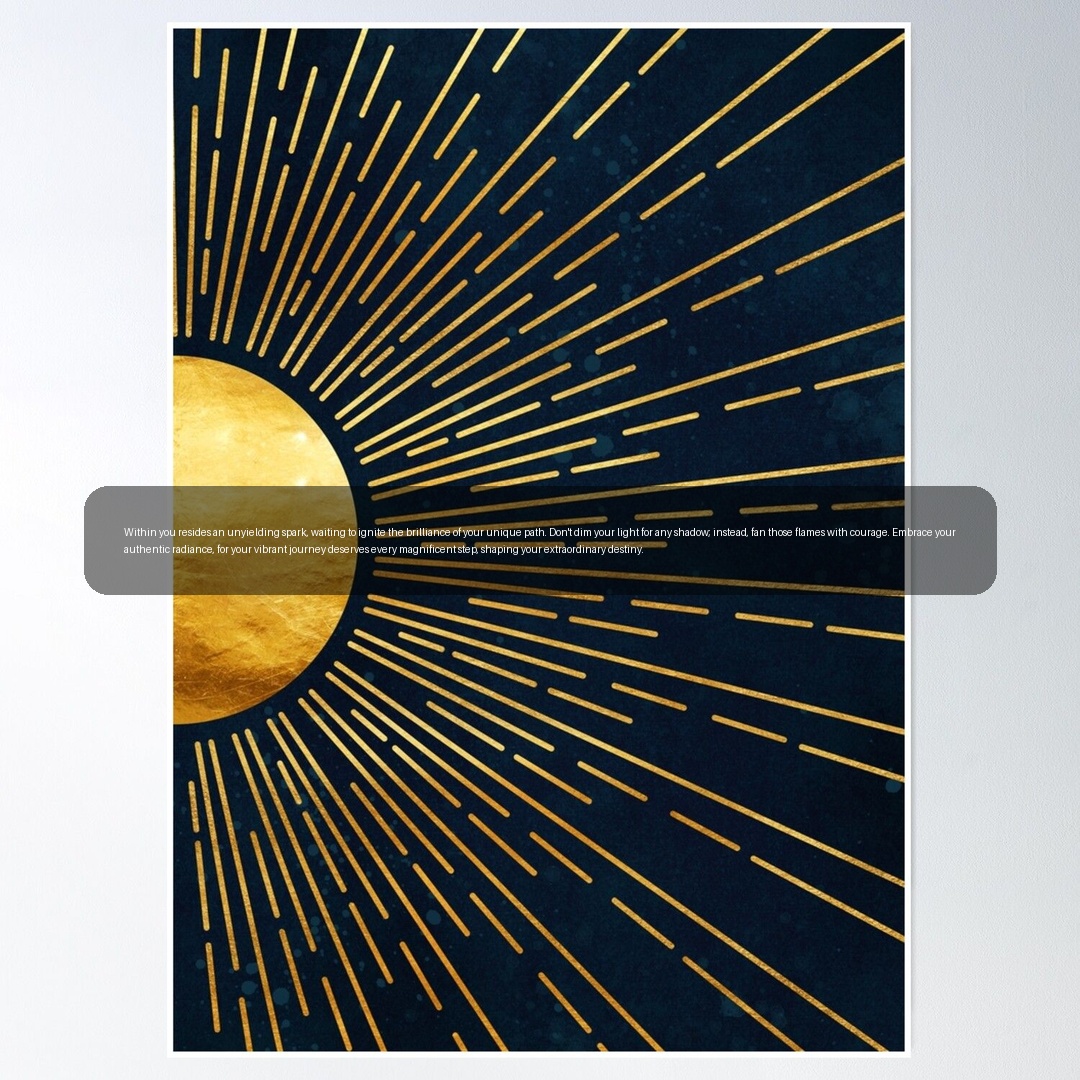 Within you resides an unyielding spark, waiting to ignite the brilliance of your unique path. Don't dim your light for any shadow; instead, fan those flames with courage. Embrace your
authentic radiance, for your vibrant journey deserves every magnificent step, shaping your extraordinary destiny.